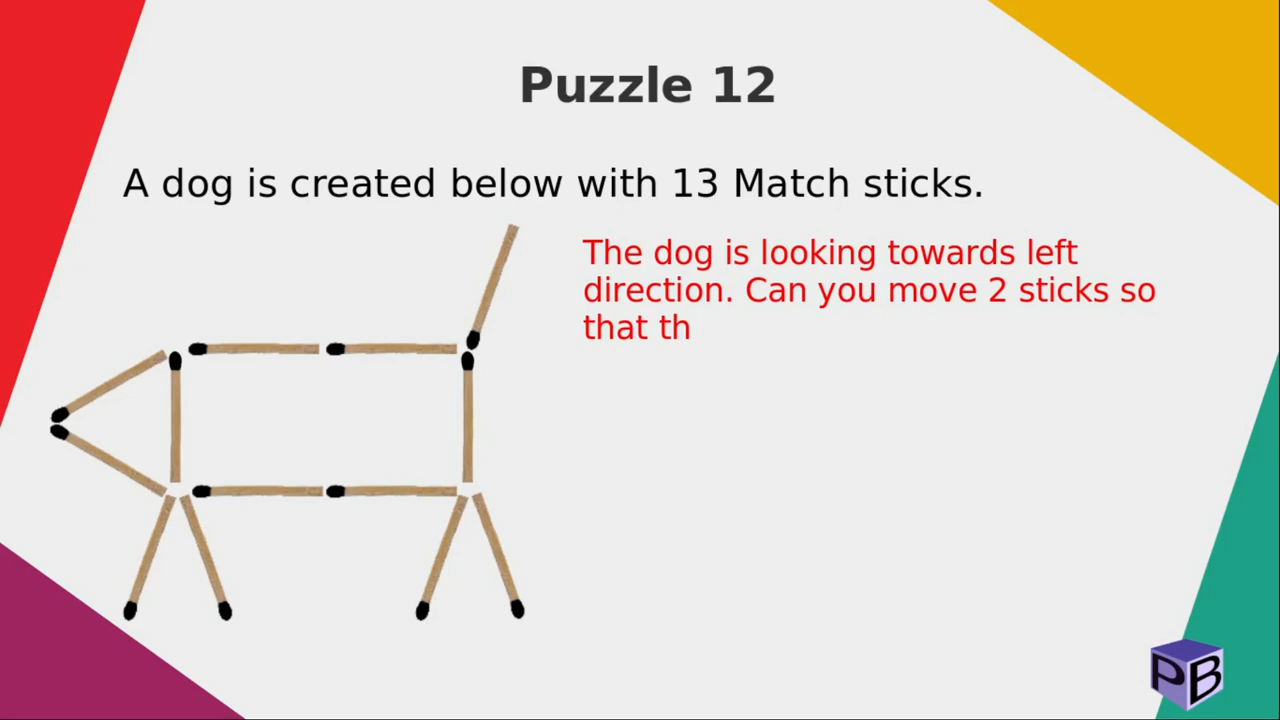 Puzzle 12
A dog is created below with 13 Match sticks.
The dog is looking towards left
direction. Can you move 2 sticks so
that th
PB